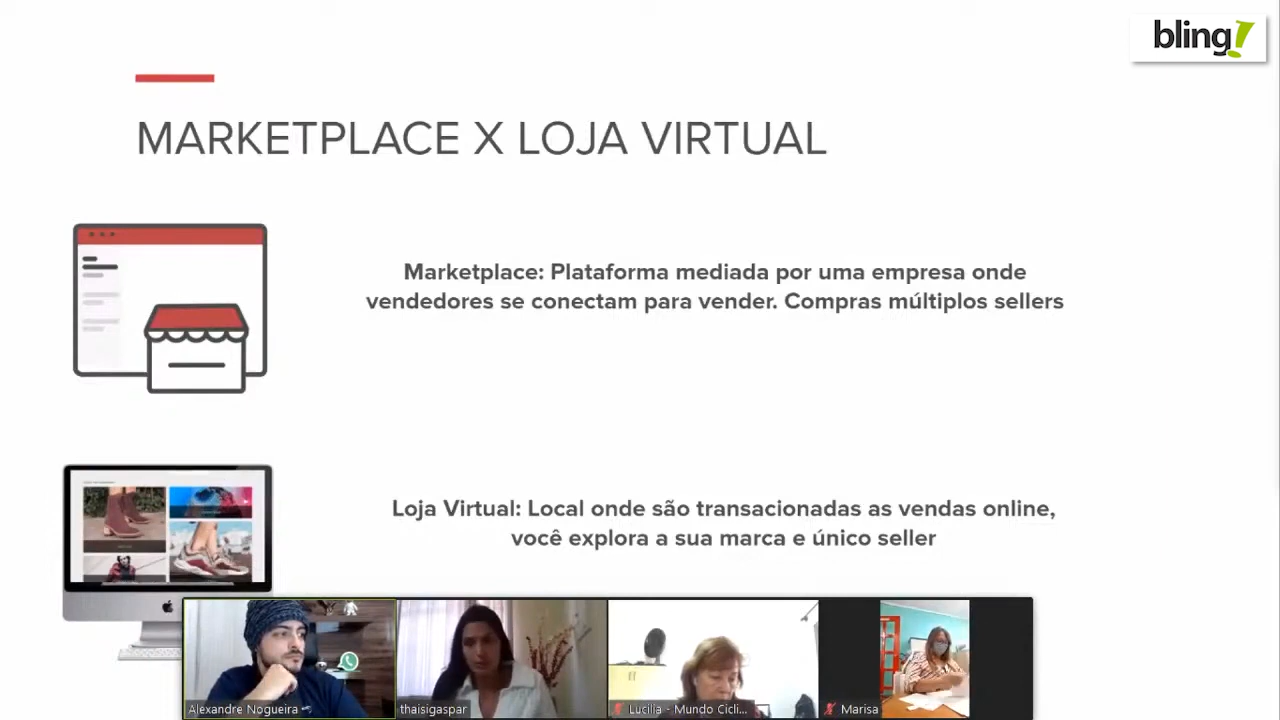 bling!
MARKETPLACE X LOJA VIRTUAL
Marketplace: Plataforma mediada por uma empresa onde
vendedores se conectam para vender. Compras múltiplos sellers
Loja Virtual: Local onde são transacionadas as vendas online,
você explora a sua marca e único seller
Alexandre Nogueira
thaisigaspar
Lucilia - Mundo Cicli...
Marisa